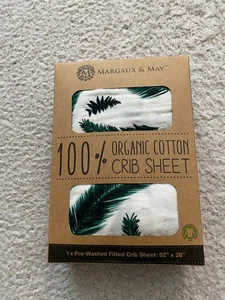 M
MARGAUX & MAY
100% ORGANIC COTTON
CRIB SHEET
1 x Pre-Washed Fitted Crib Sheet: 52" x 28"